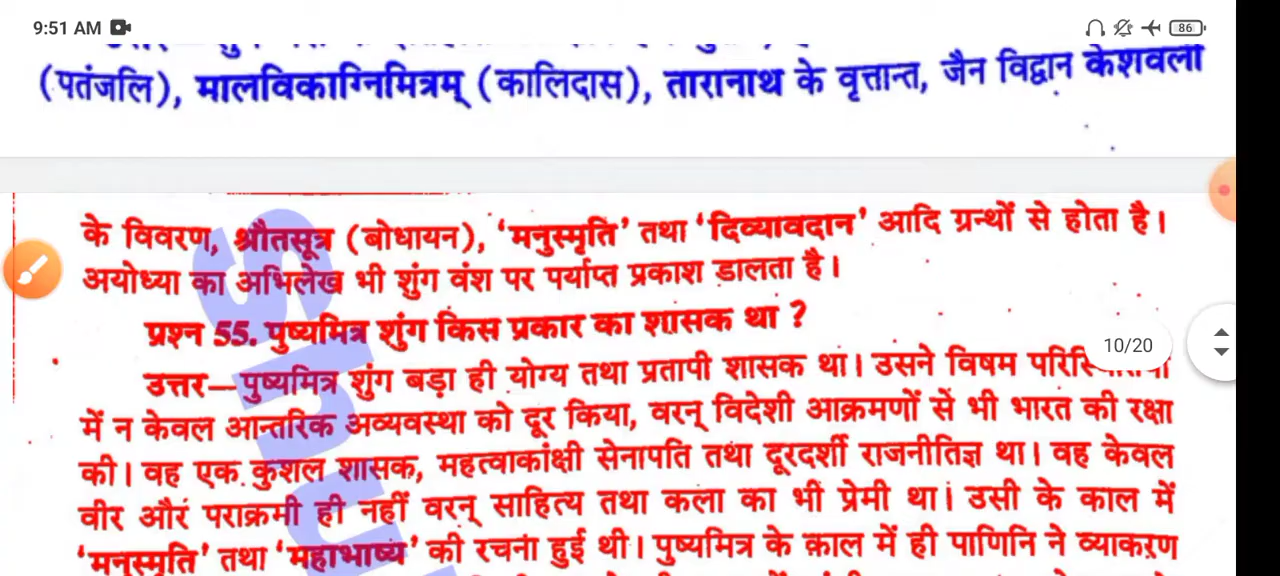 9:51 AM
86
(पतंजलि), मालविकाग्निमित्रम् (कालिदास), तारानाथ के वृत्तान्त, जैन विद्वान केशवली
के विवरण, श्रौतसूत्र (बोधायन), 'मनुस्मृति' तथा 'दिव्यावदान' आदि ग्रन्थों से होता है।
अयोध्या का अभिलेख भी शुंग वंश पर पर्याप्त प्रकाश डालता है।
प्रश्न 55. पुष्यमित्र शुंग किस प्रकार का शासक था ?
10/20
उत्तर—पुष्यमित्र शुंग बड़ा ही योग्य तथा प्रतापी शासक था। उसने विषम
में न केवल आन्तरिक अव्यवस्था को दूर किया, वरन् विदेशी आक्रमणों से भी भारत की रक्षा
की। वह एक कुशल शासक, महत्वाकांक्षी सेनापति तथा दूरदर्शी राजनीतिज्ञ था। वह केवल
वीर और पराक्रमी ही नहीं वरन् साहित्य तथा कला का भी प्रेमी था। उसी के काल में
'मनुस्मृति' तथा 'महाभाष्य' की रचना हुई थी। पुष्यमित्र के काल में ही पाणिनि ने व्याकरण